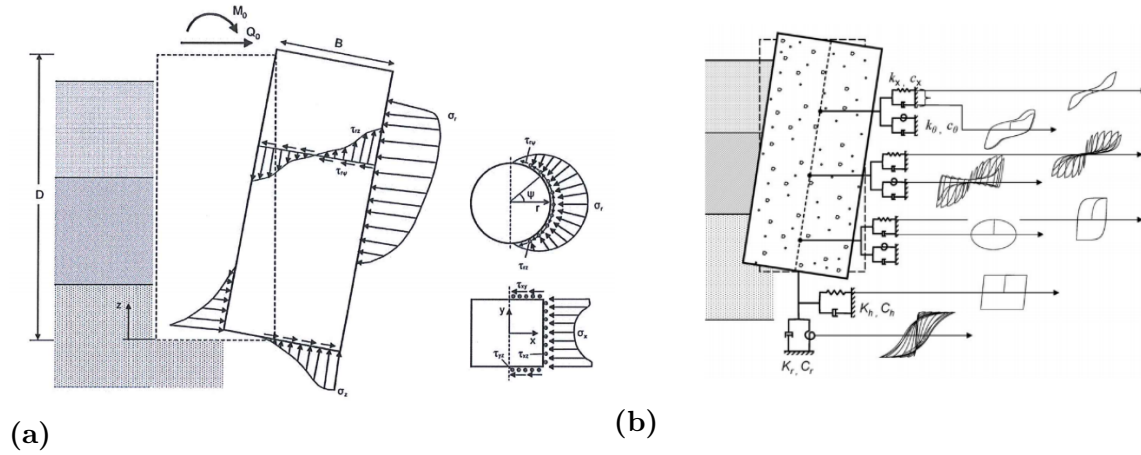 M₀
Q₀
B
D
z
σᵣ
τrz
τrψ
σz
τrψ
ψ
r
σᵣ
τrz
τxy
y
x
σx
τyz
τxz
(a)
kx, cx
kθ, cθ
Kh, Ch
Kr, Cr
(b)